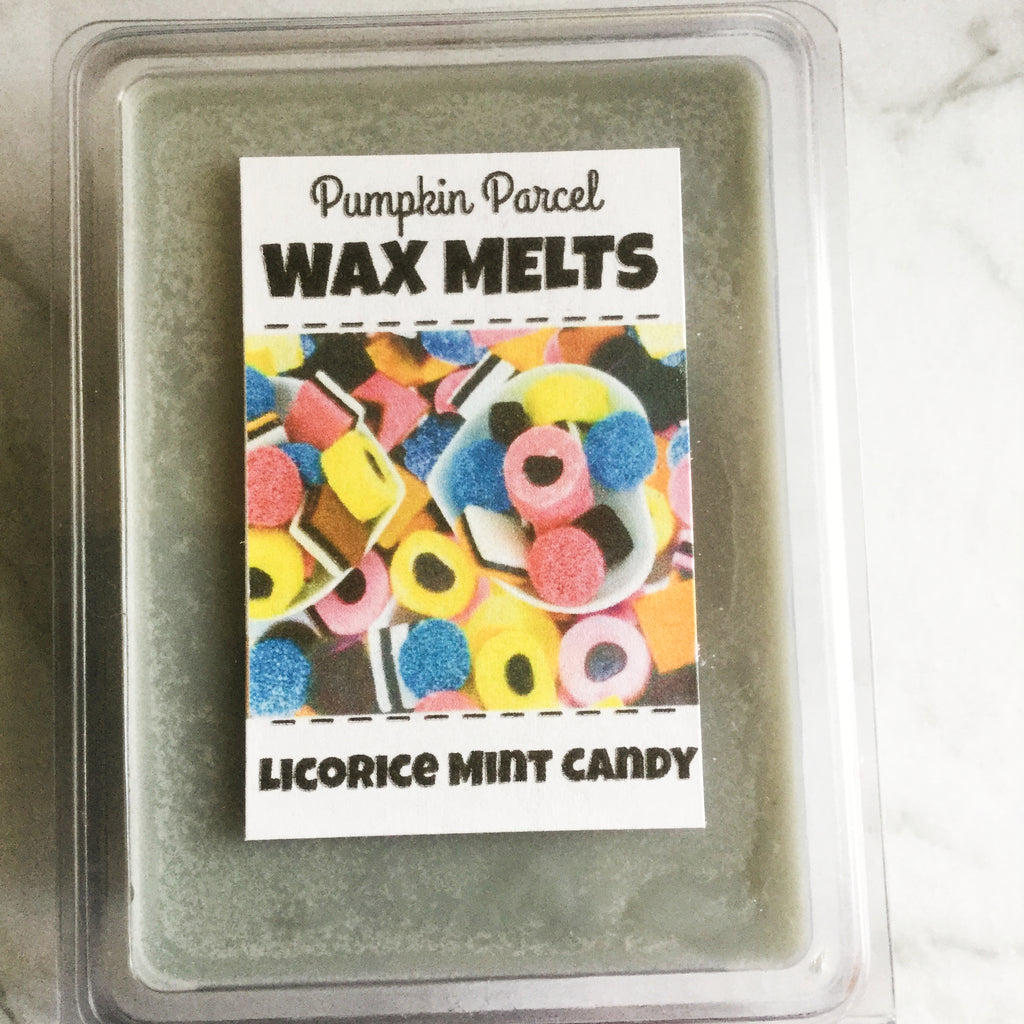 Pumpkin Parcel
WAX MELTS
LICORICE MINT CANDY